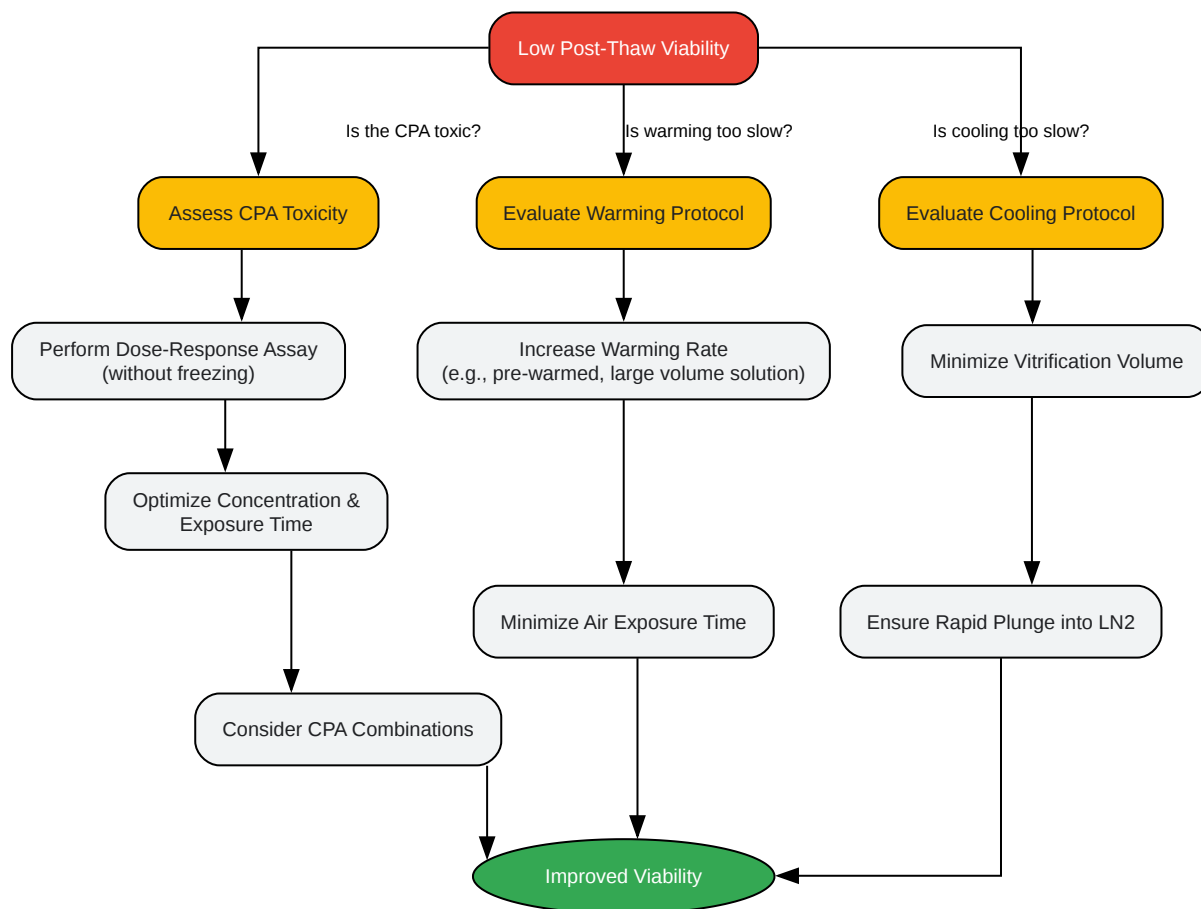 Low Post-Thaw Viability
Is the CPA toxic?
Is warming too slow?
Is cooling too slow?
Assess CPA Toxicity
Evaluate Warming Protocol
Evaluate Cooling Protocol
Perform Dose-Response Assay
(without freezing)
Increase Warming Rate
(e.g., pre-warmed, large volume solution)
Minimize Vitrification Volume
Optimize Concentration &
Exposure Time
Minimize Air Exposure Time
Ensure Rapid Plunge into LN2
Consider CPA Combinations
Improved Viability